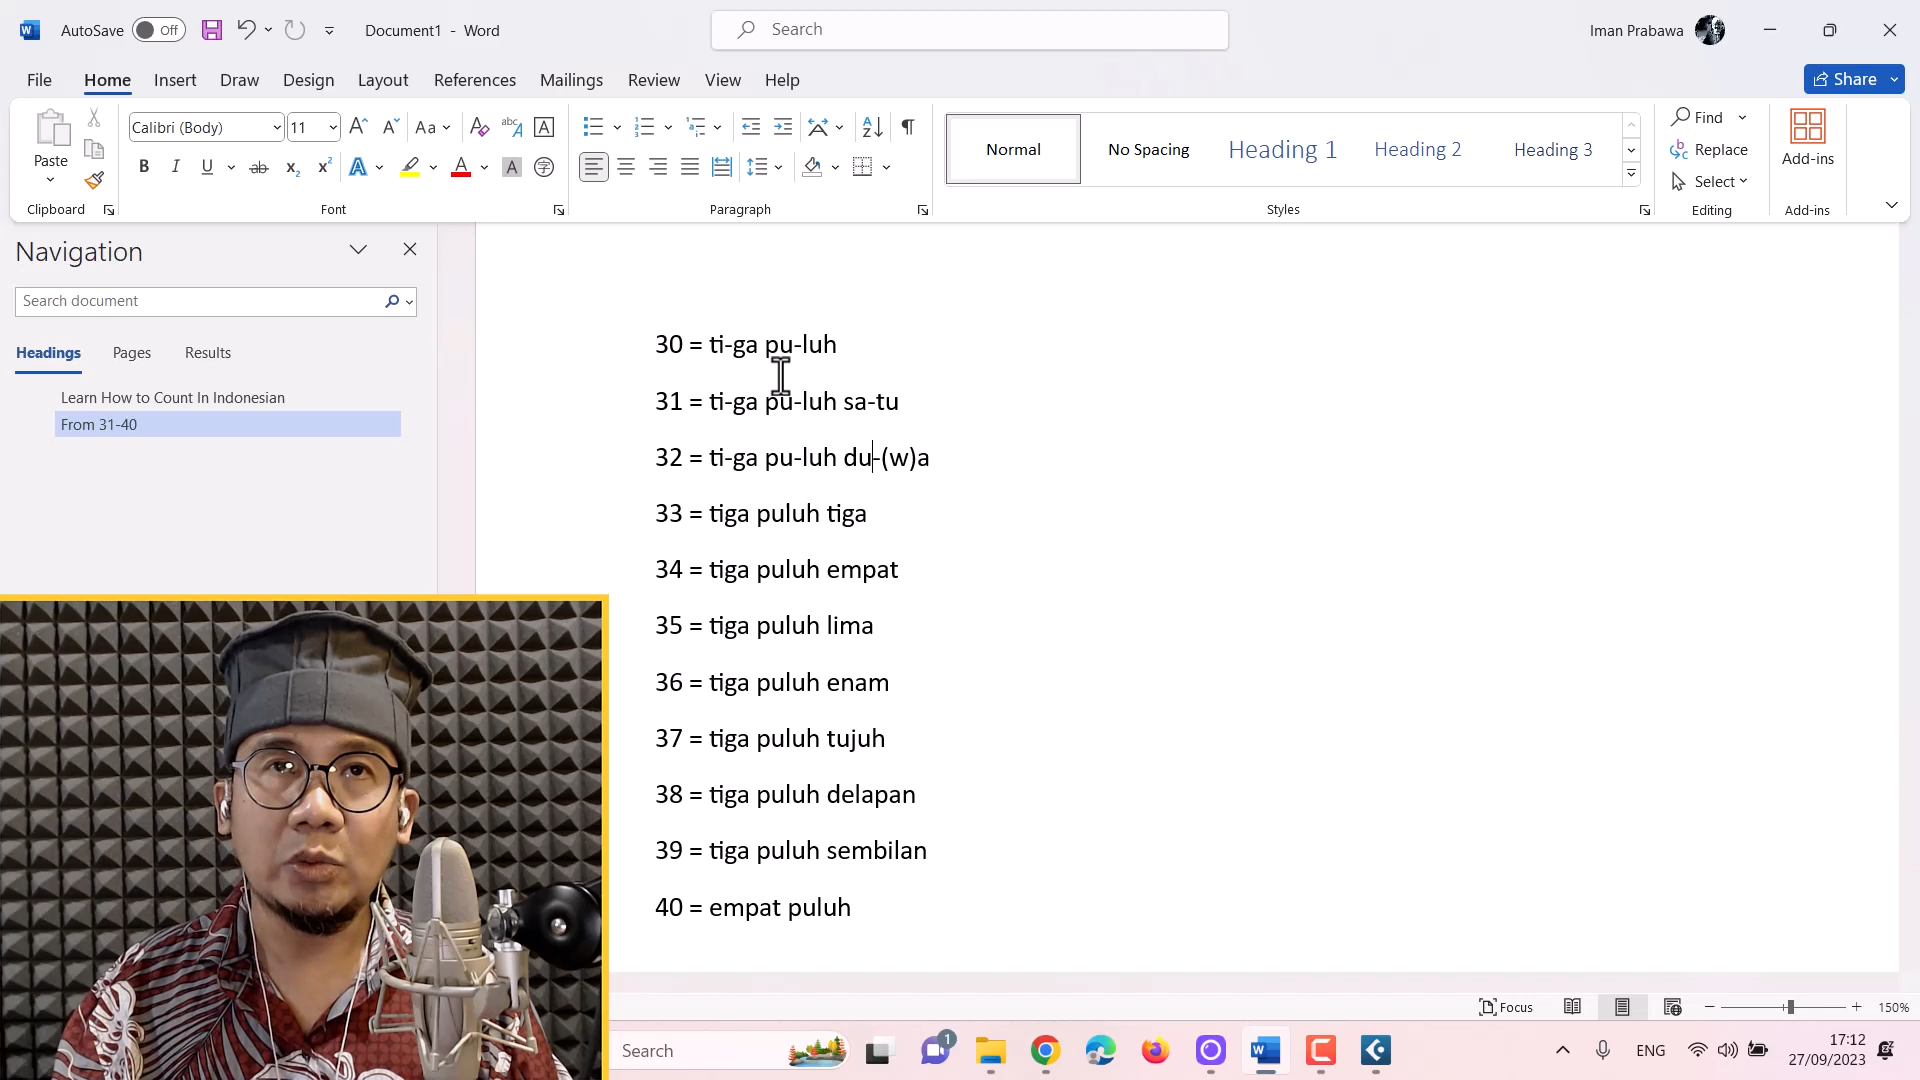 AutoSave Off Document1 - Word Search Iman Prabawa
File Home Insert Draw Design Layout References Mailings Review View Help Share
Paste Calibri (Body) 11 Aa Normal No Spacing Heading 1 Heading 2 Heading 3 Find Replace Select Add-ins
Clipboard Font Paragraph Styles Editing Add-ins
Navigation
Search document
Headings Pages Results
Learn How to Count In Indonesian
From 31-40
30 = ti-ga pu-luh
31 = ti-ga pu-luh sa-tu
32 = ti-ga pu-luh du-(w)a
33 = tiga puluh tiga
34 = tiga puluh empat
35 = tiga puluh lima
36 = tiga puluh enam
37 = tiga puluh tujuh
38 = tiga puluh delapan
39 = tiga puluh sembilan
40 = empat puluh
Focus 150%
Search 1 ENG 17:12
27/09/2023